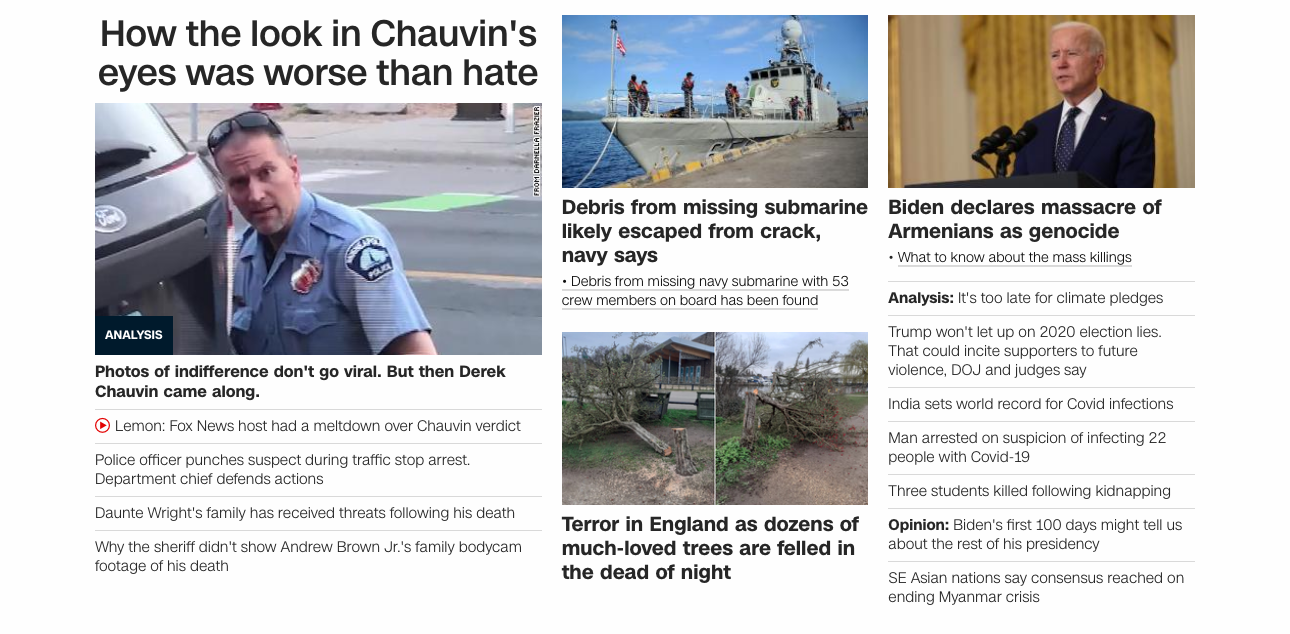 How the look in Chauvin's
eyes was worse than hate
FROM DARNELLA FRAZIER
Ford
MINNEAPOLIS
POLICE
ANALYSIS
Photos of indifference don't go viral. But then Derek
Chauvin came along.
Lemon: Fox News host had a meltdown over Chauvin verdict
Police officer punches suspect during traffic stop arrest.
Department chief defends actions
Daunte Wright's family has received threats following his death
Why the sheriff didn't show Andrew Brown Jr.'s family bodycam
footage of his death
Debris from missing submarine
likely escaped from crack,
navy says
• Debris from missing navy submarine with 53
crew members on board has been found
Terror in England as dozens of
much-loved trees are felled in
the dead of night
Biden declares massacre of
Armenians as genocide
• What to know about the mass killings
Analysis: It's too late for climate pledges
Trump won't let up on 2020 election lies.
That could incite supporters to future
violence, DOJ and judges say
India sets world record for Covid infections
Man arrested on suspicion of infecting 22
people with Covid-19
Three students killed following kidnapping
Opinion: Biden's first 100 days might tell us
about the rest of his presidency
SE Asian nations say consensus reached on
ending Myanmar crisis